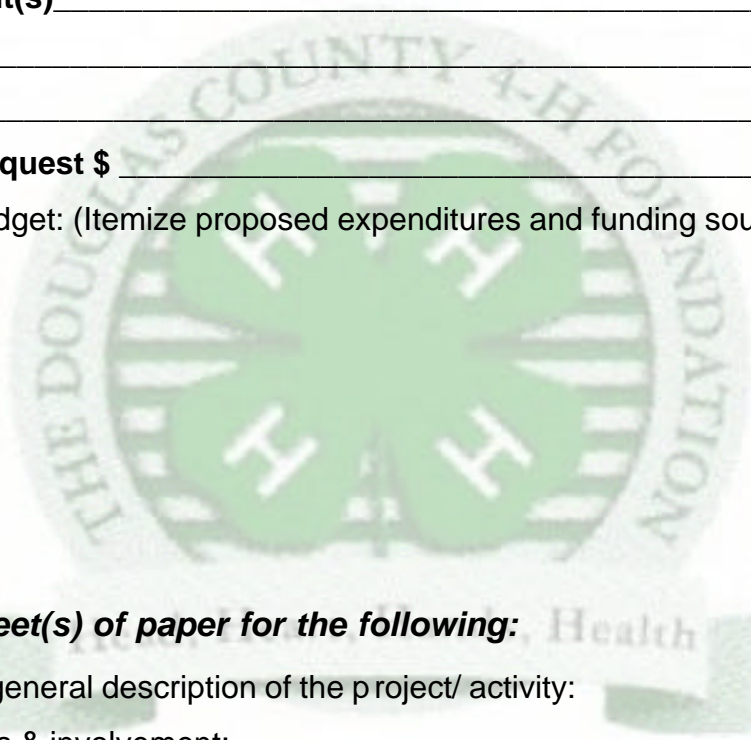 t(s)
quest $
dget: (Itemize proposed expenditures and funding sou
THE DOUGLAS COUNTY 4-H FOUNDATION
H H
H H
eet(s) of paper for the following:
Health
general description of the p roject/ activity:
& involvement: